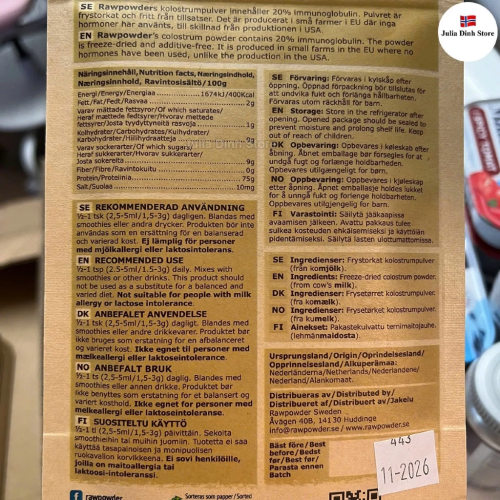 SE Rawpowders kolostrumpulver innehåller 20% immunoglobulin. Pulvret är
frystorkat och fritt från tillsatser. Det är producerat i små farmer i EU där inga
hormoner har använts, till skillnad från produktionen i USA.
EN Rawpowder's colostrum powder contains 20% immunoglobulin. The powder
is freeze-dried and additive-free. It is produced in small farms in the EU where no
hormones have been used, unlike the production in the USA.
Näringsinnehåll,Nutrition facts, Næringsindhold,
Næringsinnhold, Ravintosisältö/100g
Energi/Energy/Energiaa 1674kJ/400Kcal
Fett/Fat/Fedt/Rasvaa 2g
Varav mättade fettsyror/Of which saturates/
Heraf mættede fedtsyrer/Hvorav mettede
fettsyror/Josta tyydyttynyttä rasvoja 1g
Kolhydrater/Carbohydrates/Kulhydrater/
Karbohydrater/Hiilihydraatteja 9g
Varav sockerarter/Of which sugars/
Heraf sukkerarter/Hvorav sukkerarter/
Josta sokereita 9g
Fiber/Fibre/Ravintokuitu 0g
Protein/Proteiinia 75g
Salt/Suolaa 10mg
SE REKOMMENDERAD ANVÄNDNING
½-1 tsk (2,5-5ml/1,5-3g) dagligen. Blandas med
smoothies eller andra drycker. Produkten bör inte
användas som en ersättning för en balanserad
och varierad kost. Ej lämplig för personer
med mjölkallergi eller laktosintolerans.
EN RECOMMENDED USE
½-1 tsp (2,5-5ml/1,5-3g) daily. Mixes with
smoothies or other drinks. This product should
not be used as a substitute for a balanced and
varied diet. Not suitable for people with milk
allergy or lactose intolerance.
DK ANBEFALET ANVENDELSE
½-1 tsk (2,5-5ml/1,5-3g) dagligt. Blandes med
smoothies eller andre drikkevarer. Produktet bør
ikke bruges som erstatning for en afbalanceret
og varieret kost. Ikke egnet til personer med
mælkeallergi eller laktoseintolerance.
NO ANBEFALT BRUK
½-1 ts (2,5-5ml/1,5-3g) daglig. Blandes med
smoothies eller annen drikke. Produktet bør
ikke benyttes som erstatning for et balansert og
variert kosthold. Ikke egnet for personer med
melkeallergi eller laktoseintoleranse.
FI SUOSITELTU KÄYTTÖ
½-1 tl (2,5-5ml/1,5-3g) päivittäin. Sekoita
smoothieihin tai muihin juomiin. Tuotetta ei saa
käyttää tasapainoisen ja monipuolisen
ruokavalion korvikkeena. Ei sovi henkilöille,
joilla on maitoallergia tai
laktoosi-intoleranssi.
rawpowder
Sorteras som papper /Sorted
SE Förvaring: Förvaras i kylskåp efter
öppning. Öppnad förpackning bör tillslutas för
att undvika fukt och förlänga hållbarheten.
Förvaras utom räckhåll för barn.
EN Storage: Store in the refrigerator after
opening. Opened package should be sealed to
prevent moisture and prolong shelf life. Keep
out of reach of children.
DK Opbevaring: Opbevares i køleskab efter
åbning. Åbnet emballage bør forsegles for at
undgå fugt og forlænge holdbarheden.
Opbevares utilgængeligt for børn.
NO Oppbevaring: Oppbevares i kjøleskap
etter åpning. Åpnet emballasje bør lukkes
for å unngå fukt og forlenge holdbarheten.
Oppbevares utilgjengelig for barn.
FI Varastointi: Säilytä jääkaapissa
avaamisen jälkeen. Avattu pakkaus tulee
sulkea kosteuden ehkäisemiseksi ja käyttöiän
pidentämiseksi. Säilytä lasten ulottumattomissa.
SE Ingredienser: Frystorkat kolostrumpulver
(från komjölk).
EN Ingredients: Freeze-dried colostrum powder,
(from cow's milk).
DK Ingredienser: Frysetørret kolostrumpulver,
(fra komælk).
NO Ingredienser: Frysetørket kolostrumpulver,
(fra kumelk).
FI Ainekset: Pakastekuivattu ternimaitojauhe,
(lehmänmaidosta).
Ursprungsland/Origin/Oprindelsesland/
Opprinnelsesland/Alkuperämaa:
Nederländerna/Netherlands/Nederlandene/
Nederland/Alankomaat.
Distribueras av/Distributed by/
Distribueret af/Distribuert av/Jakelu
Rawpowder Sweden
Ågvägen 40B, 141 30 Huddinge
info@rawpowder.se / www.rawpowder.se
Bäst före/Best
before/Bedst
før/Best før/
Parasta ennen
Batch
443
11-2026
Julia Dinh Store
Julia Dinh Store